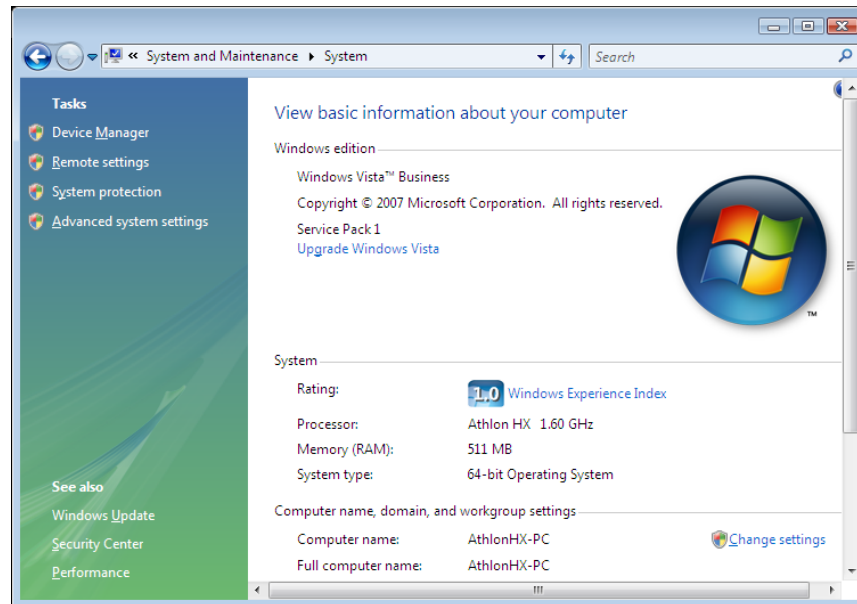 « System and Maintenance ▸ System
Search
Tasks
Device Manager
Remote settings
System protection
Advanced system settings
See also
Windows Update
Security Center
Performance
View basic information about your computer
Windows edition
Windows Vista™ Business
Copyright © 2007 Microsoft Corporation. All rights reserved.
Service Pack 1
Upgrade Windows Vista
TM
System
Rating: 1,0 Windows Experience Index
Processor: Athlon HX 1.60 GHz
Memory (RAM): 511 MB
System type: 64-bit Operating System
Computer name, domain, and workgroup settings
Computer name: AthlonHX-PC Change settings
Full computer name: AthlonHX-PC